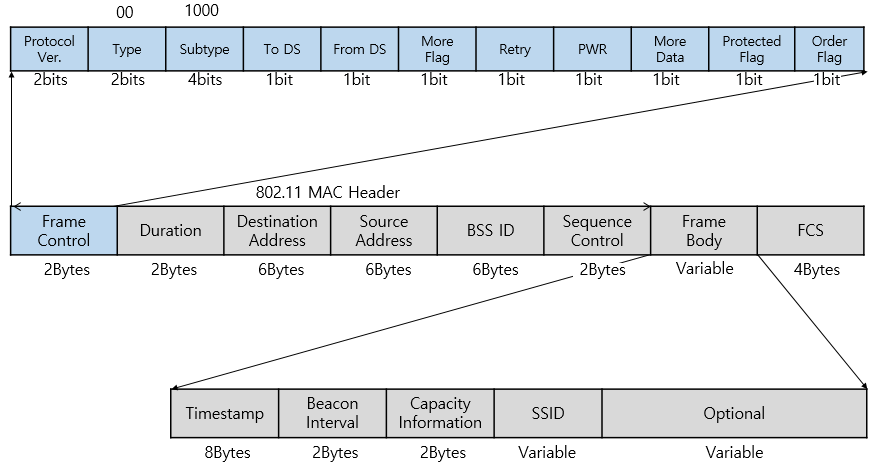 00
1000
Protocol
Ver.
Type
Subtype
To DS
From DS
More
Flag
Retry
PWR
More
Data
Protected
Flag
Order
Flag
2bits
2bits
4bits
1bit
1bit
1bit
1bit
1bit
1bit
1bit
1bit
802.11 MAC Header
Frame
Control
Duration
Destination
Address
Source
Address
BSS ID
Sequence
Control
Frame
Body
FCS
2Bytes
2Bytes
6Bytes
6Bytes
6Bytes
2Bytes
Variable
4Bytes
Timestamp
Beacon
Interval
Capacity
Information
SSID
Optional
8Bytes
2Bytes
2Bytes
Variable
Variable